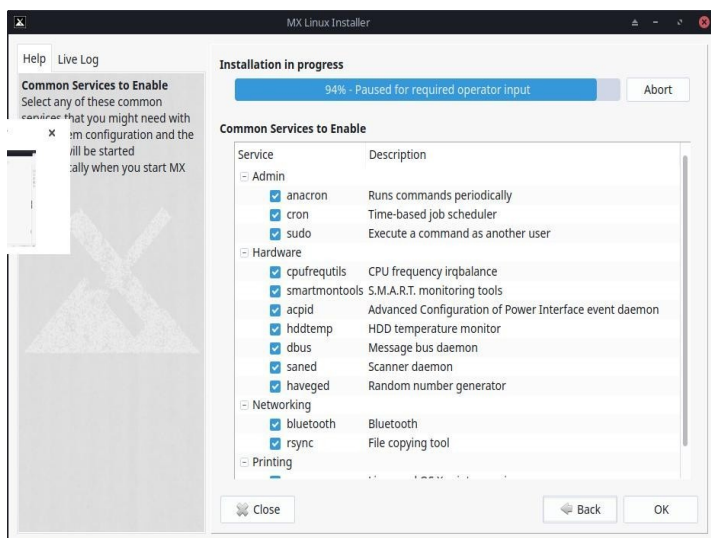 MX Linux Installer
Help Live Log
Common Services to Enable
Select any of these common
services that you might need with
configuration and the
will be started
when you start MX
Installation in progress
94% - Paused for required operator input
Abort
Common Services to Enable
Service Description
Admin
anacron Runs commands periodically
cron Time-based job scheduler
sudo Execute a command as another user
Hardware
cpufrequtils CPU frequency irqbalance
smartmontools S.M.A.R.T. monitoring tools
acpid Advanced Configuration of Power Interface event daemon
hddtemp HDD temperature monitor
dbus Message bus daemon
saned Scanner daemon
haveged Random number generator
Networking
bluetooth Bluetooth
rsync File copying tool
Printing
Close
Back
OK